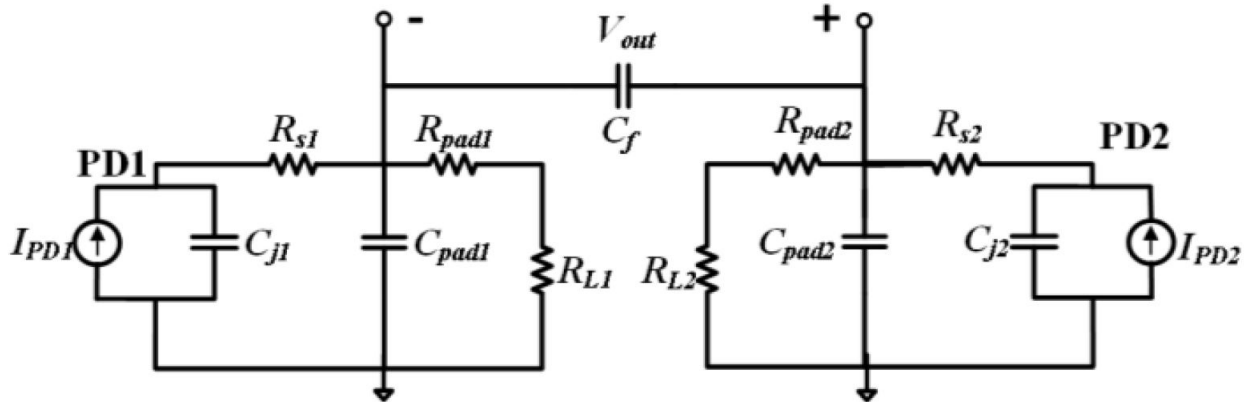 - V_out +
C_f
R_s1 R_pad1 R_pad2 R_s2
PD1 PD2
I_PD1 C_j1 C_pad1 R_L1 R_L2 C_pad2 C_j2 I_PD2